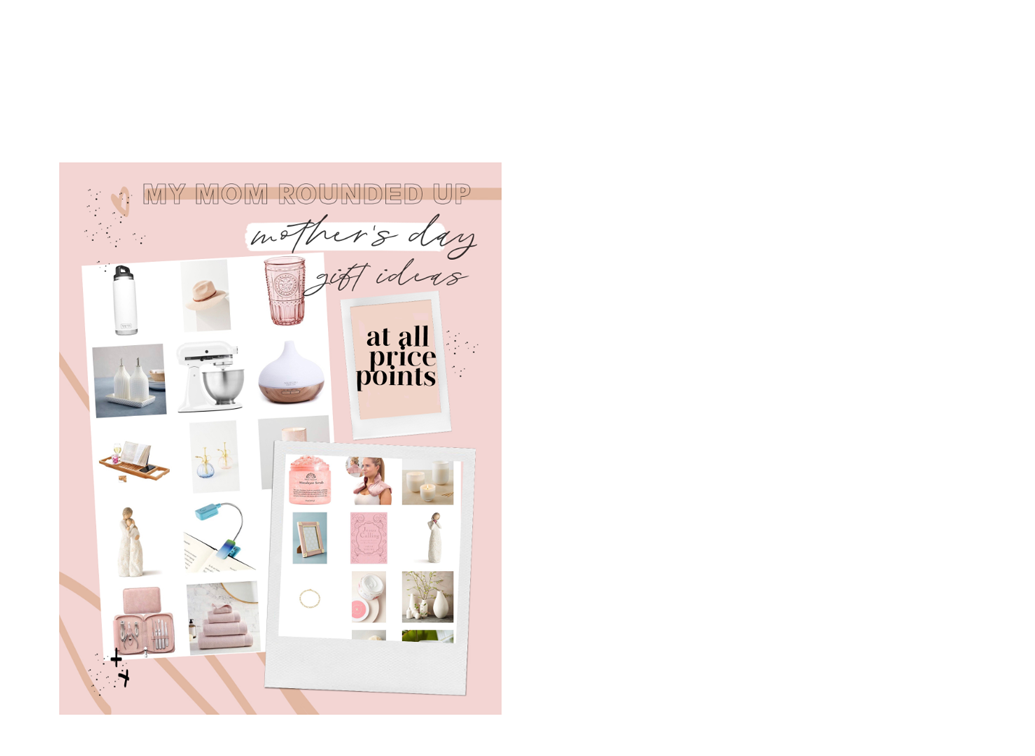 MY MOM ROUNDED UP
mother's day
gift ideas
at all
price
points